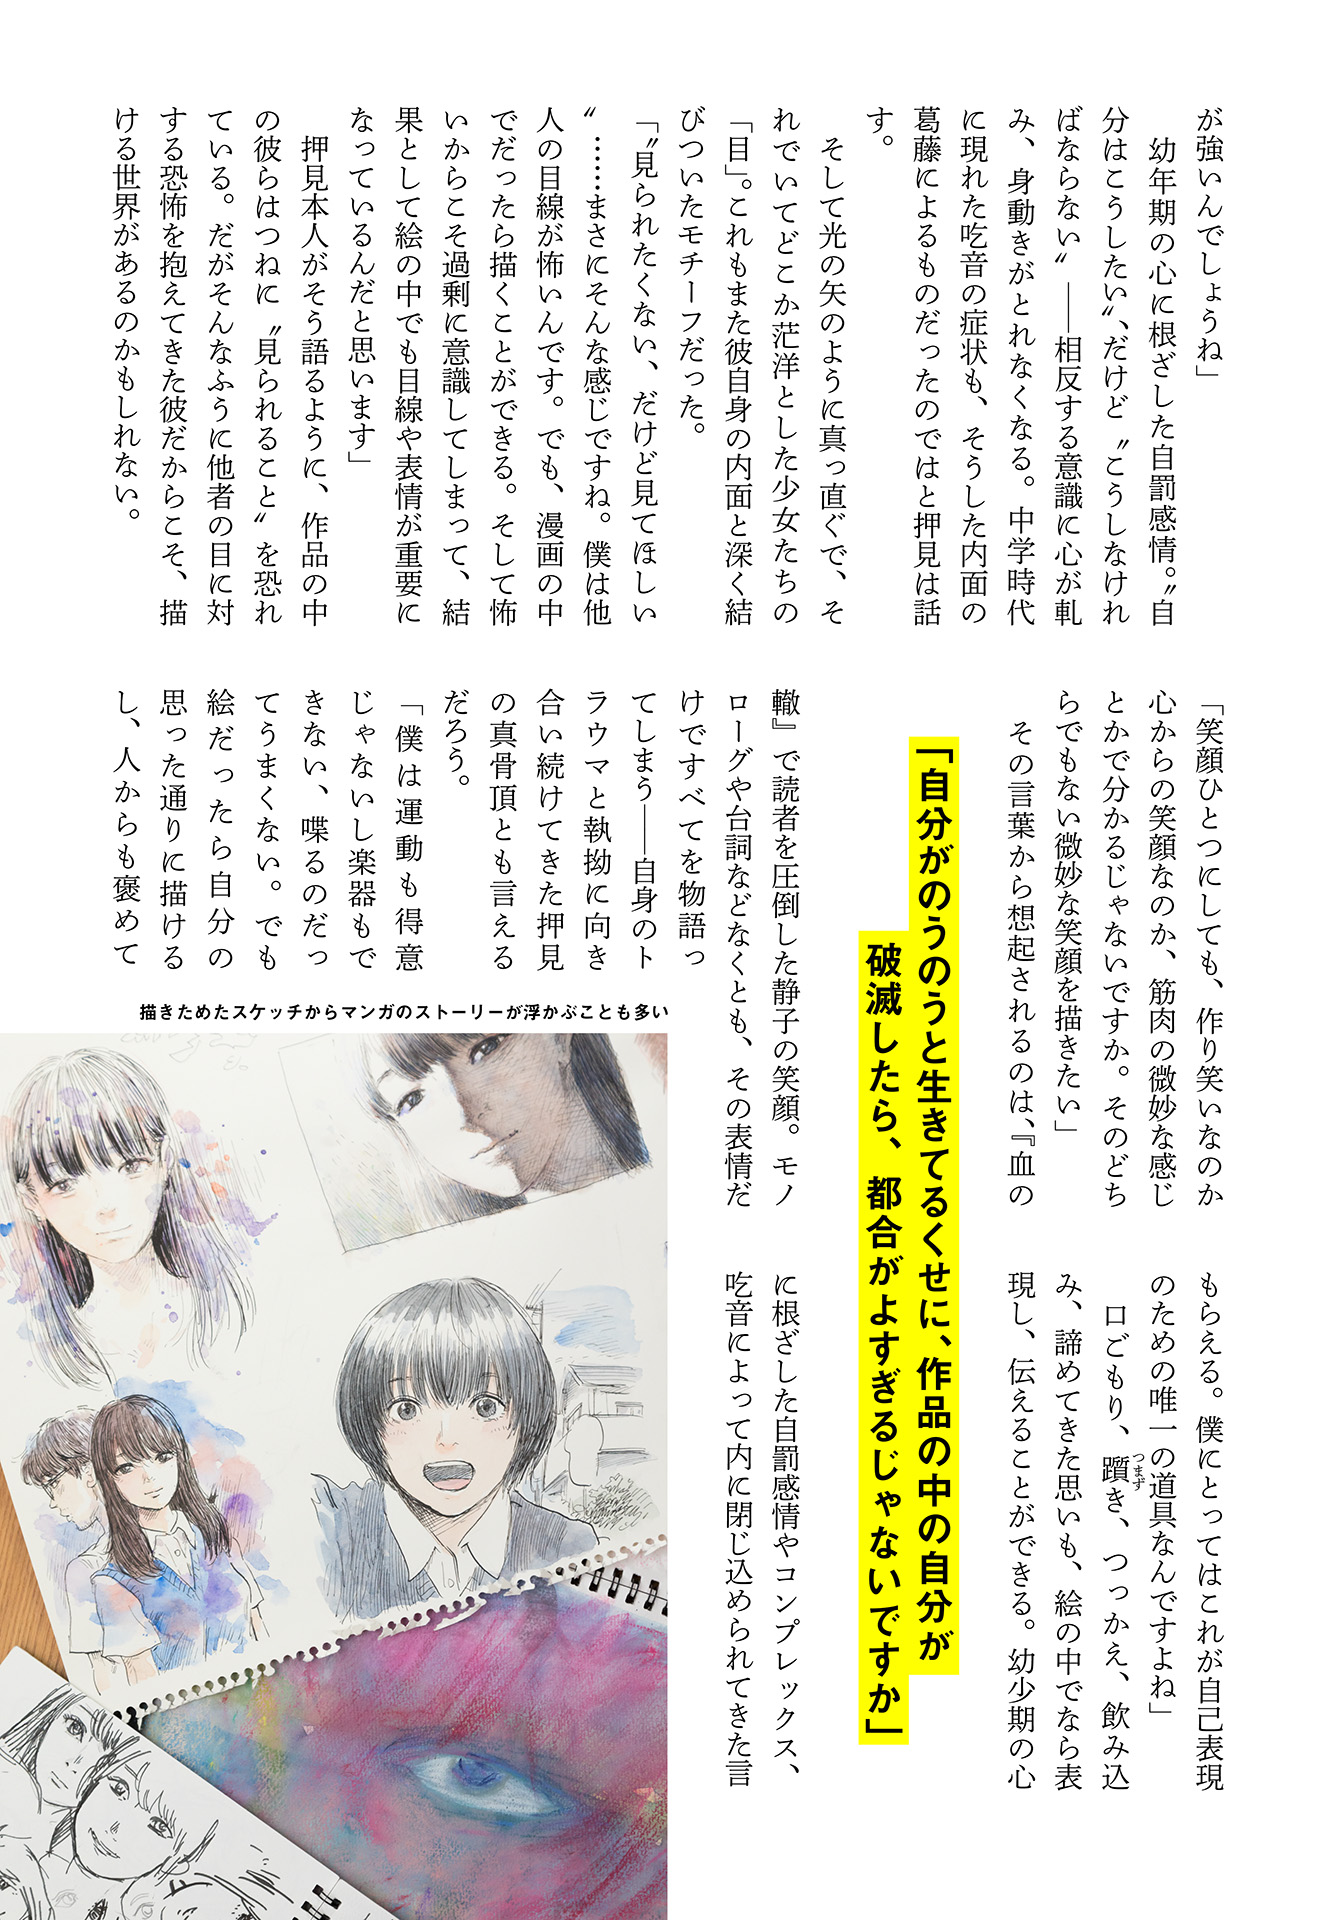 が強いんでしょうね」
　幼年期の心に根ざした自罰感情。〝自
分はこうしたい〟、だけど〝こうしなけれ
ばならない〟――相反する意識に心が軋
み、身動きがとれなくなる。中学時代
に現れた吃音の症状も、そうした内面の
葛藤によるものだったのではと押見は話
す。
　そして光の矢のように真っ直ぐで、そ
れでいてどこか茫洋とした少女たちの
「目」。これもまた彼自身の内面と深く結
びついたモチーフだった。
「〝見られたくない、だけど見てほしい
〟……まさにそんな感じですね。僕は他
人の目線が怖いんです。でも、漫画の中
でだったら描くことができる。そして怖
いからこそ過剰に意識してしまって、結
果として絵の中でも目線や表情が重要に
なっているんだと思います」
　押見本人がそう語るように、作品の中
の彼らはつねに〝見られること〟を恐れ
ている。だがそんなふうに他者の目に対
する恐怖を抱えてきた彼だからこそ、描
ける世界があるのかもしれない。
「笑顔ひとつにしても、作り笑いなのか
心からの笑顔なのか、筋肉の微妙な感じ
とかで分かるじゃないですか。そのどち
らでもない微妙な笑顔を描きたい」
　その言葉から想起されるのは、『血の
轍』で読者を圧倒した静子の笑顔。モノ
ローグや台詞などなくとも、その表情だ
けですべてを物語っ
てしまう――自身のト
ラウマと執拗に向き
合い続けてきた押見
の真骨頂とも言える
だろう。
「僕は運動も得意
じゃないし楽器もで
きない、喋るのだっ
てうまくない。でも
絵だったら自分の
思った通りに描ける
し、人からも褒めて
もらえる。僕にとってはこれが自己表現
のための唯一の道具なんですよね」
　口ごもり、躓き、つっかえ、飲み込
つまず
み、諦めてきた思いも、絵の中でなら表
現し、伝えることができる。幼少期の心
に根ざした自罰感情やコンプレックス、
吃音によって内に閉じ込められてきた言
「自分がのうのうと生きてるくせに、作品の中の自分が
破滅したら、都合がよすぎるじゃないですか」
描きためたスケッチからマンガのストーリーが浮かぶことも多い